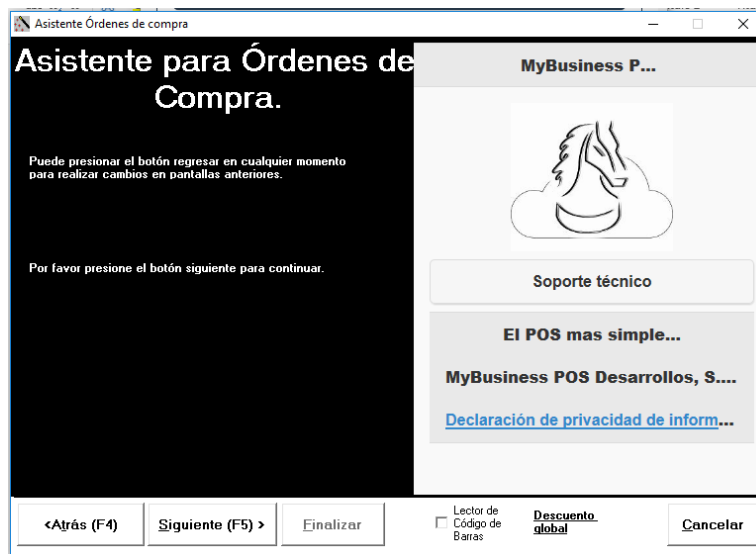 Asistente Órdenes de compra
Asistente para Órdenes de
Compra.
Puede presionar el botón regresar en cualquier momento
para realizar cambios en pantallas anteriores.
Por favor presione el botón siguiente para continuar.
MyBusiness P...
Soporte técnico
El POS mas simple...
MyBusiness POS Desarrollos, S....
Declaración de privacidad de inform...
<Atrás (F4)
Siguiente (F5) >
Finalizar
Lector de
Código de
Barras
Descuento
global
Cancelar